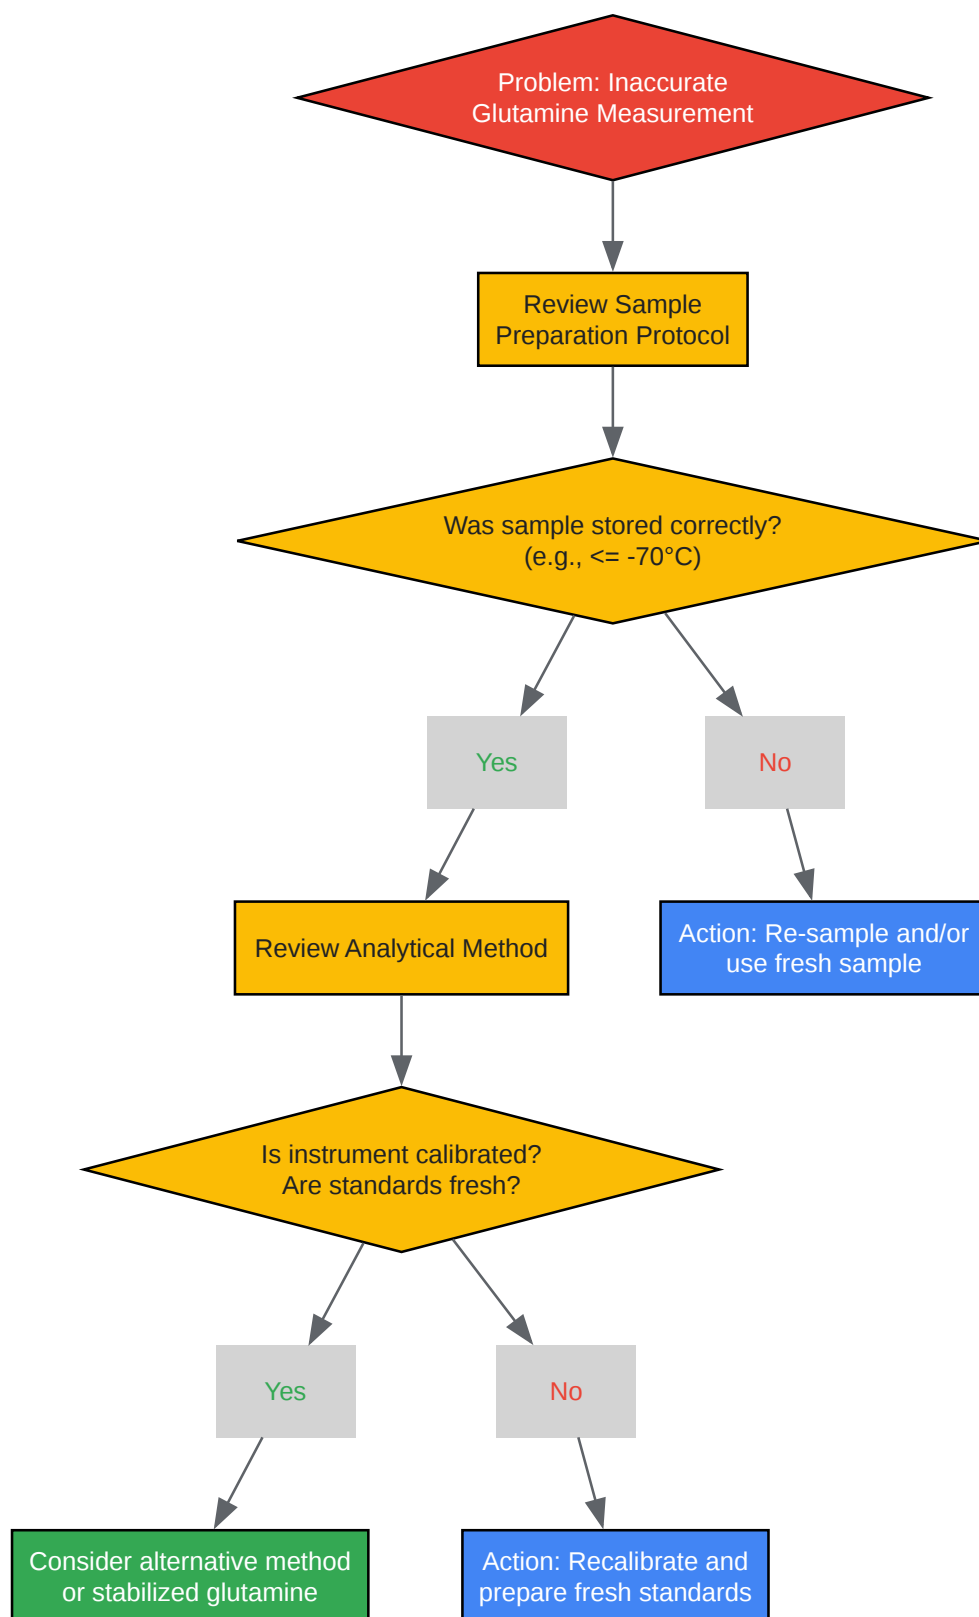 Problem: Inaccurate
Glutamine Measurement
Review Sample
Preparation Protocol
Was sample stored correctly?
(e.g., <= -70°C)
Yes
No
Review Analytical Method
Action: Re-sample and/or
use fresh sample
Is instrument calibrated?
Are standards fresh?
Yes
No
Consider alternative method
or stabilized glutamine
Action: Recalibrate and
prepare fresh standards